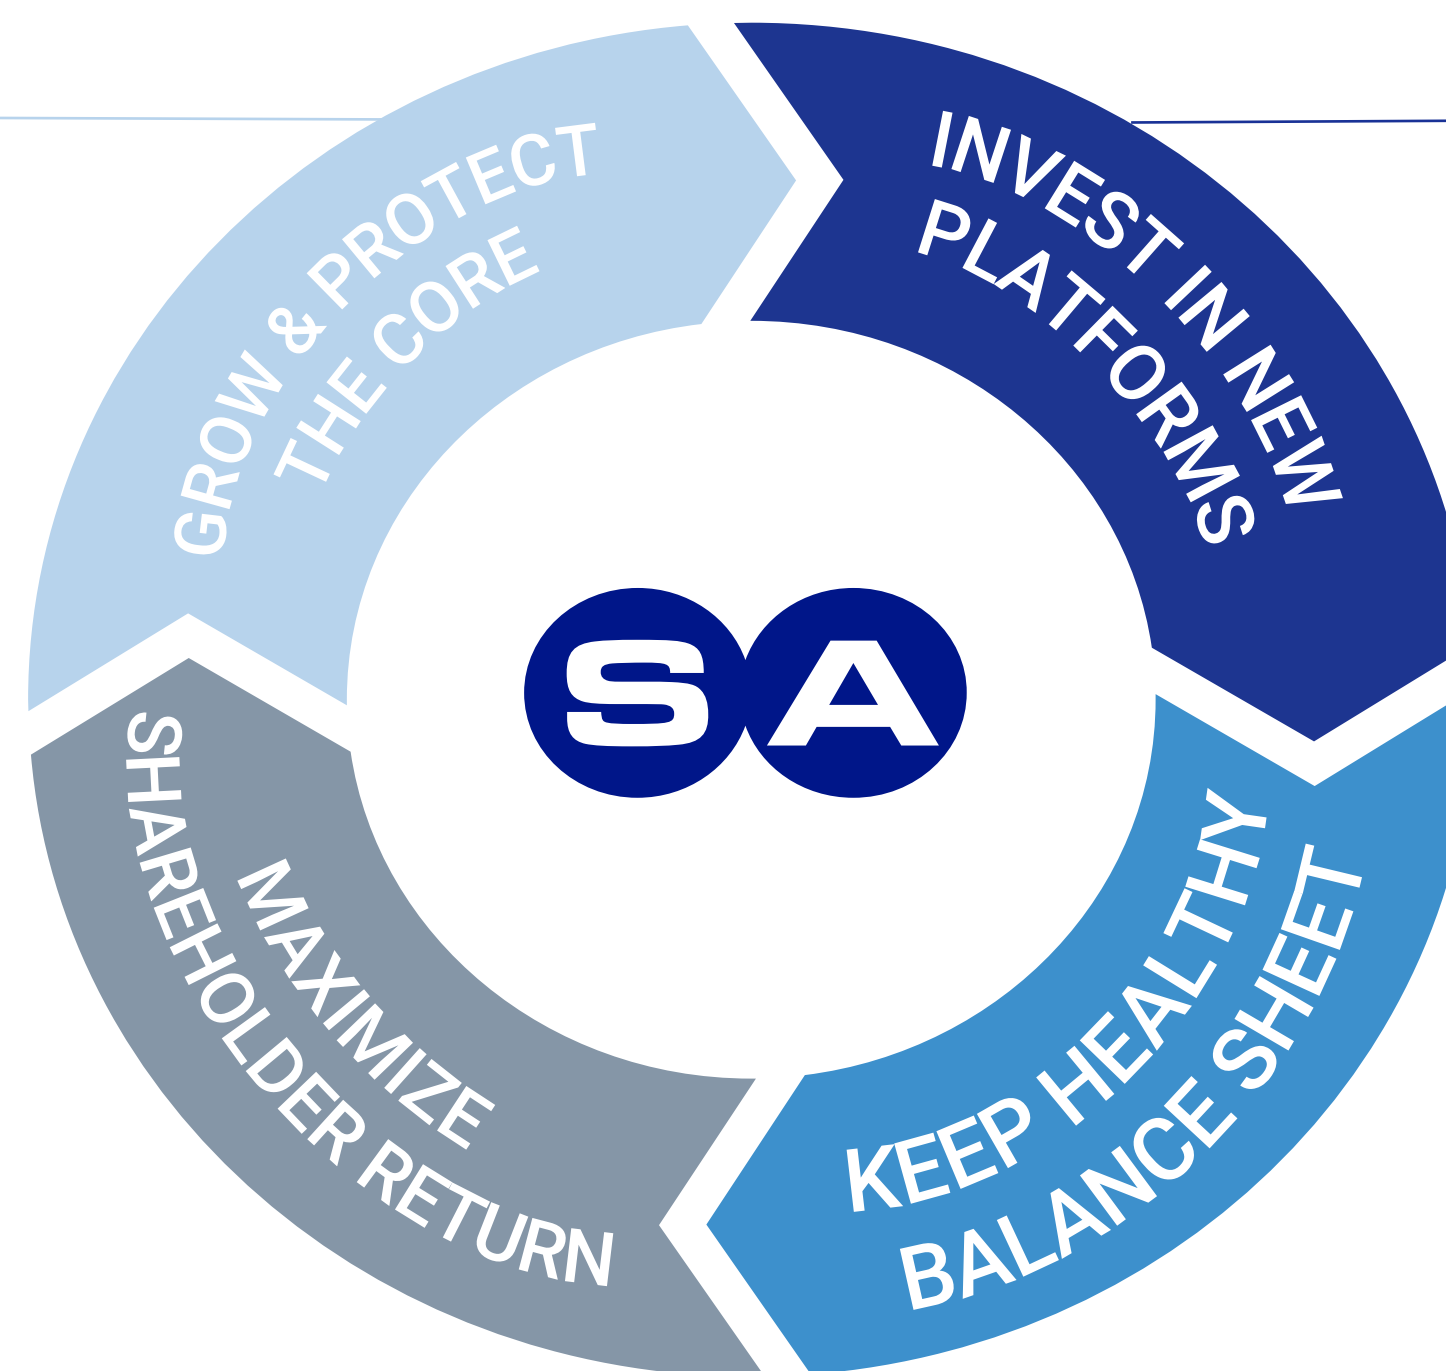 GROW & PROTECT
THE CORE
INVEST IN NEW
PLATFORMS
SA
MAXIMIZE
SHAREHOLDER RETURN
KEEP HEALTHY
BALANCE SHEET